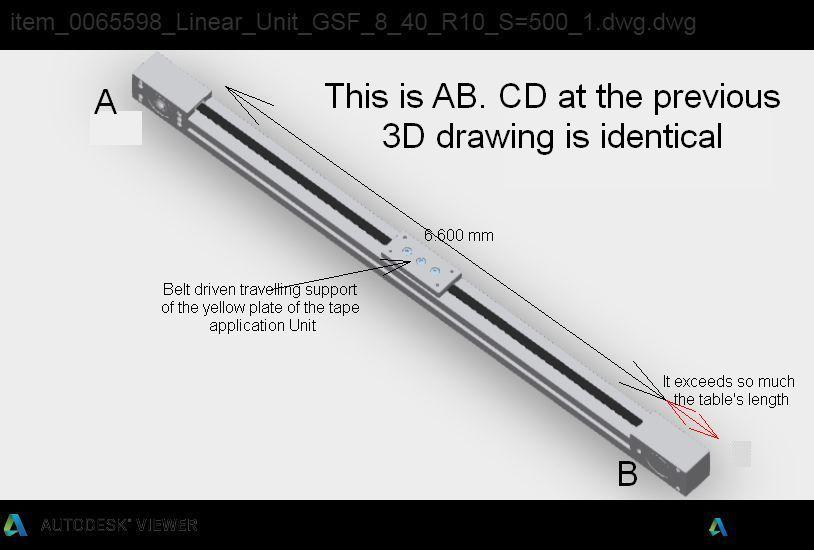 item_0065598_Linear_Unit_GSF_8_40_R10_S=500_1.dwg.dwg
A
This is AB. CD at the previous
3D drawing is identical
6.600 mm
Belt driven travelling support
of the yellow plate of the tape
application Unit
It exceeds so much
the table's length
B
AUTODESK® VIEWER